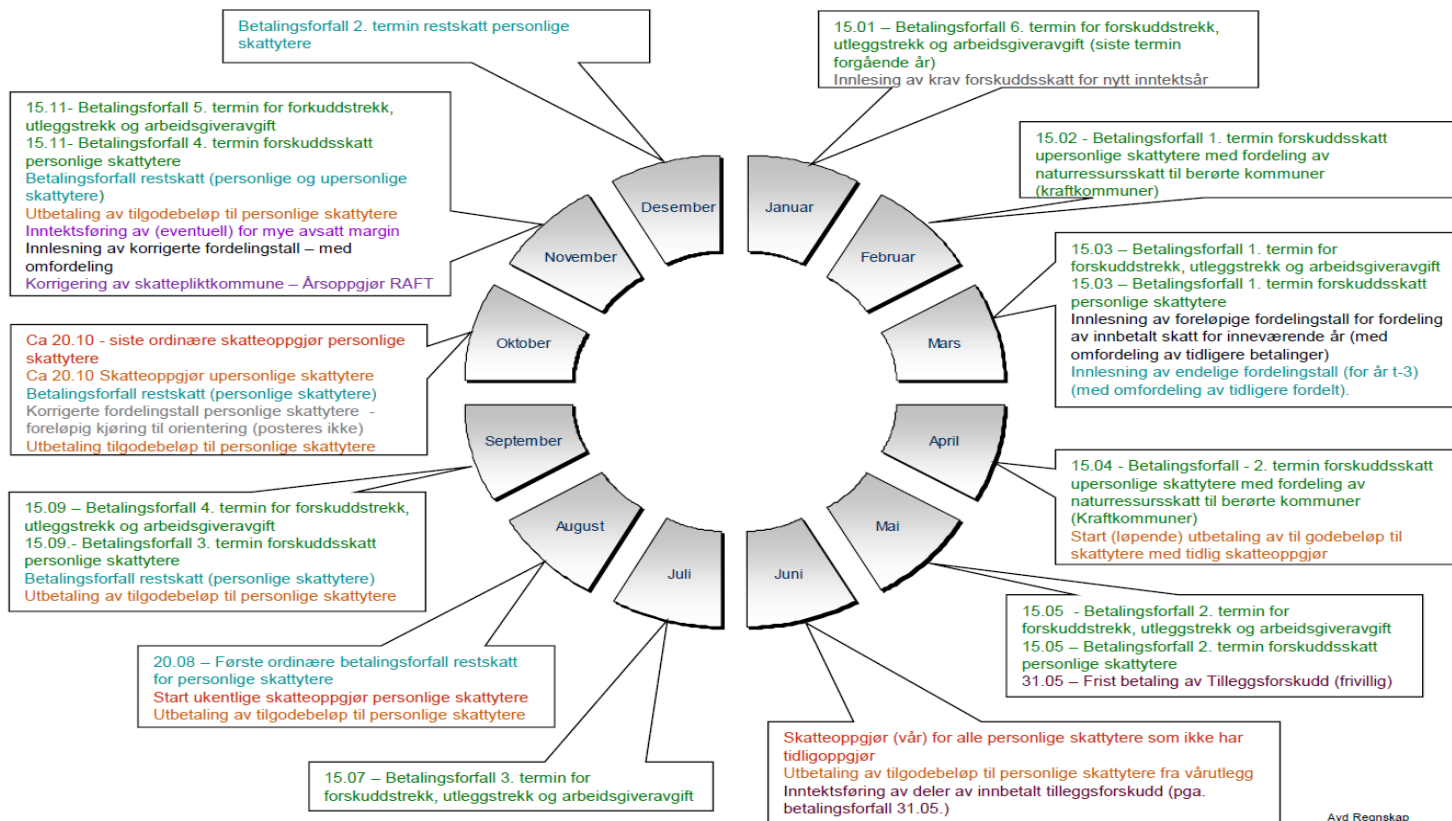 Betalingsforfall 2. termin restskatt personlige
skattytere
15.01 – Betalingsforfall 6. termin for forskuddstrekk,
utleggstrekk og arbeidsgiveravgift (siste termin
forgående år)
Innlesing av krav forskuddsskatt for nytt inntektsår
15.11- Betalingsforfall 5. termin for forkuddstrekk,
utleggstrekk og arbeidsgiveravgift
15.11- Betalingsforfall 4. termin forskuddsskatt
personlige skattytere
Betalingsforfall restskatt (personlige og upersonlige
skattytere)
Utbetaling av tilgodebeløp til personlige skattytere
Inntektsføring av (eventuell) for mye avsatt margin
Innlesning av korrigerte fordelingstall – med
omfordeling
Korrigering av skattepliktkommune – Årsoppgjør RAFT
15.02 - Betalingsforfall 1. termin forskuddsskatt
upersonlige skattytere med fordeling av
naturressursskatt til berørte kommuner
(kraftkommuner)
Desember
Januar
November
Februar
15.03 – Betalingsforfall 1. termin for
forskuddstrekk, utleggstrekk og arbeidsgiveravgift
15.03 – Betalingsforfall 1. termin forskuddsskatt
personlige skattytere
Innlesning av foreløpige fordelingstall for fordeling
av innbetalt skatt for inneværende år (med
omfordeling av tidligere betalinger)
Innlesning av endelige fordelingstall (for år t-3)
(med omfordeling av tidligere fordelt).
Ca 20.10 - siste ordinære skatteoppgjør personlige
skattytere
Ca 20.10 Skatteoppgjør upersonlige skattytere
Betalingsforfall restskatt (personlige skattytere)
Korrigerte fordelingstall personlige skattytere -
foreløpig kjøring til orientering (posteres ikke)
Utbetaling tilgodebeløp til personlige skattytere
Oktober
Mars
September
April
15.04 - Betalingsforfall - 2. termin forskuddsskatt
upersonlige skattytere med fordeling av
naturressursskatt til berørte kommuner
(Kraftkommuner)
Start (løpende) utbetaling av til godebeløp til
skattytere med tidlig skatteoppgjør
15.09 – Betalingsforfall 4. termin for forskuddstrekk,
utleggstrekk og arbeidsgiveravgift
15.09.- Betalingsforfall 3. termin forskuddsskatt
personlige skattytere
Betalingsforfall restskatt (personlige skattytere)
Utbetaling av tilgodebeløp til personlige skattytere
August
Mai
Juli
Juni
15.05 - Betalingsforfall 2. termin for
forskuddstrekk, utleggstrekk og arbeidsgiveravgift
15.05 – Betalingsforfall 2. termin forskuddsskatt
personlige skattytere
31.05 – Frist betaling av Tilleggsforskudd (frivillig)
20.08 – Første ordinære betalingsforfall restskatt
for personlige skattytere
Start ukentlige skatteoppgjør personlige skattytere
Utbetaling av tilgodebeløp til personlige skattytere
15.07 – Betalingsforfall 3. termin for
forskuddstrekk, utleggstrekk og arbeidsgiveravgift
Skatteoppgjør (vår) for alle personlige skattytere som ikke har
tidligoppgjør
Utbetaling av tilgodebeløp til personlige skattytere fra vårutlegg
Inntektsføring av deler av innbetalt tilleggsforskudd (pga.
betalingsforfall 31.05.)
Avd Regnskap